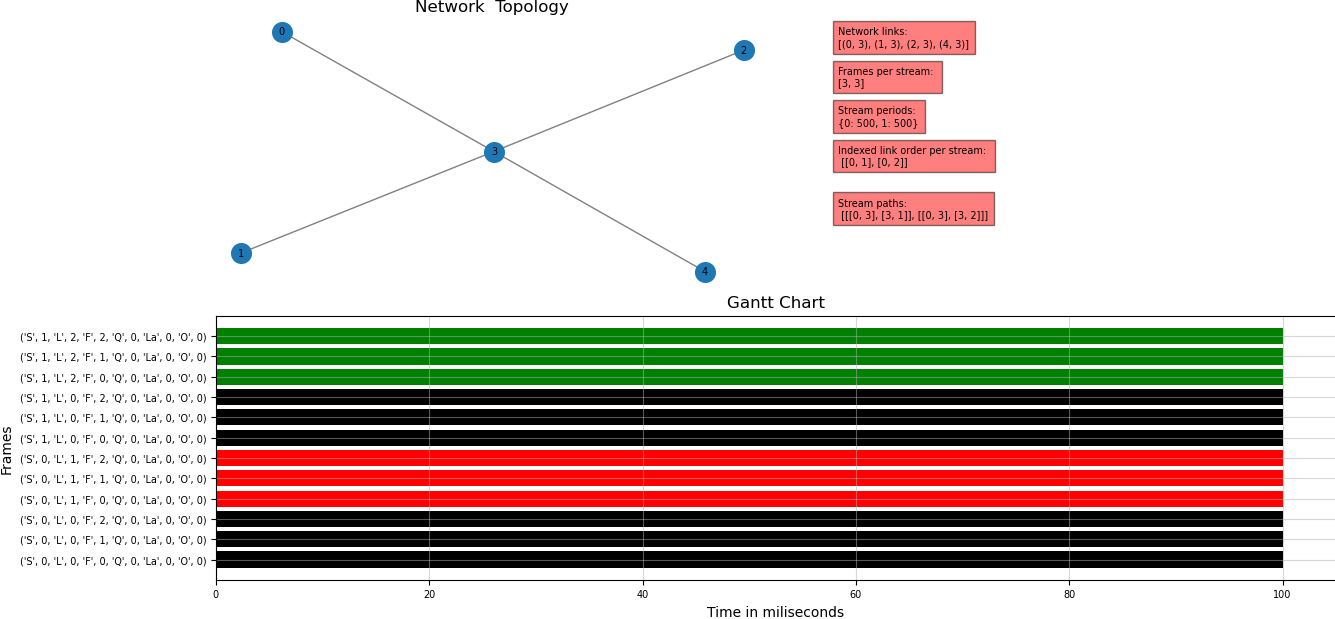 Network  Topology
0
2
3
1
4
Network links:
[(0, 3), (1, 3), (2, 3), (4, 3)]
Frames per stream:
[3, 3]
Stream periods:
{0: 500, 1: 500}
Indexed link order per stream:
[[0, 1], [0, 2]]
Stream paths:
[[[0, 3], [3, 1]], [[0, 3], [3, 2]]]
Gantt Chart
Frames
('S', 1, 'L', 2, 'F', 2, 'Q', 0, 'La', 0, 'O', 0)
('S', 1, 'L', 2, 'F', 1, 'Q', 0, 'La', 0, 'O', 0)
('S', 1, 'L', 2, 'F', 0, 'Q', 0, 'La', 0, 'O', 0)
('S', 1, 'L', 0, 'F', 2, 'Q', 0, 'La', 0, 'O', 0)
('S', 1, 'L', 0, 'F', 1, 'Q', 0, 'La', 0, 'O', 0)
('S', 1, 'L', 0, 'F', 0, 'Q', 0, 'La', 0, 'O', 0)
('S', 0, 'L', 1, 'F', 2, 'Q', 0, 'La', 0, 'O', 0)
('S', 0, 'L', 1, 'F', 1, 'Q', 0, 'La', 0, 'O', 0)
('S', 0, 'L', 1, 'F', 0, 'Q', 0, 'La', 0, 'O', 0)
('S', 0, 'L', 0, 'F', 2, 'Q', 0, 'La', 0, 'O', 0)
('S', 0, 'L', 0, 'F', 1, 'Q', 0, 'La', 0, 'O', 0)
('S', 0, 'L', 0, 'F', 0, 'Q', 0, 'La', 0, 'O', 0)
0 20 40 60 80 100
Time in miliseconds